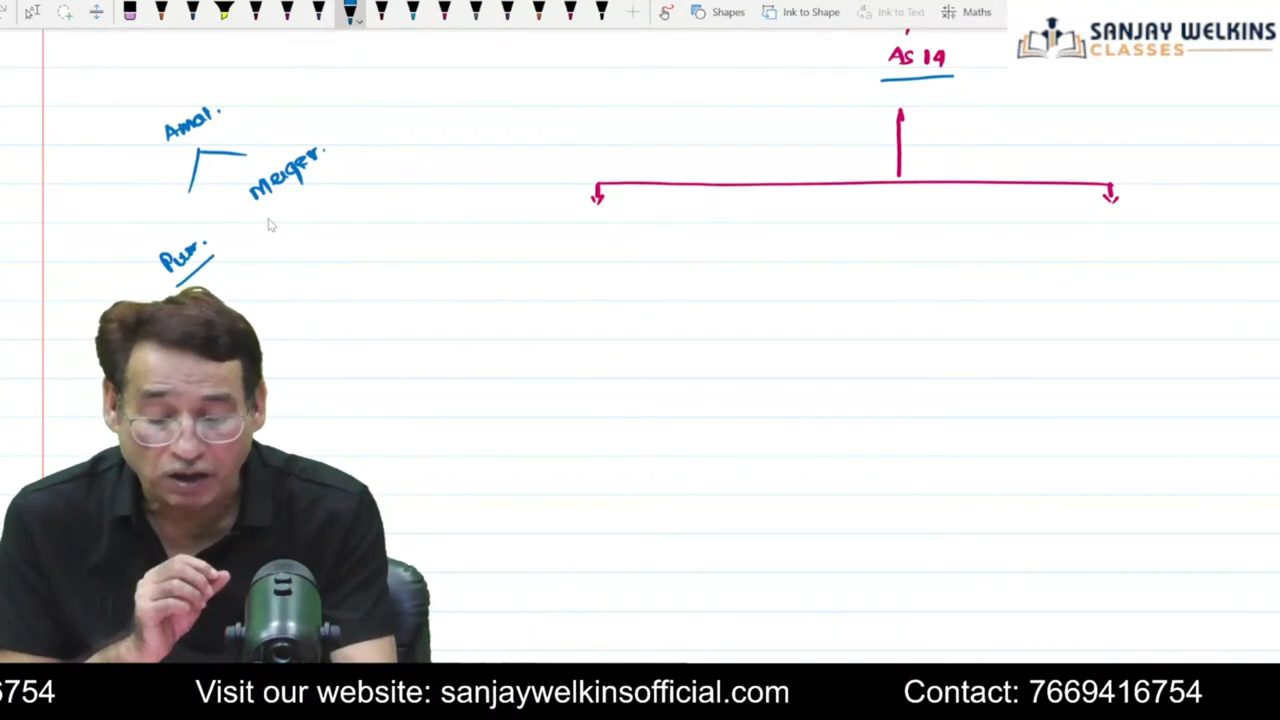 Shapes
Ink to Shape
Ink to Text
Maths
SANJAY WELKINS
CLASSES
As 14
Amal.
Merger.
Pur.
6754
Visit our website: sanjaywelkinsofficial.com
Contact: 7669416754